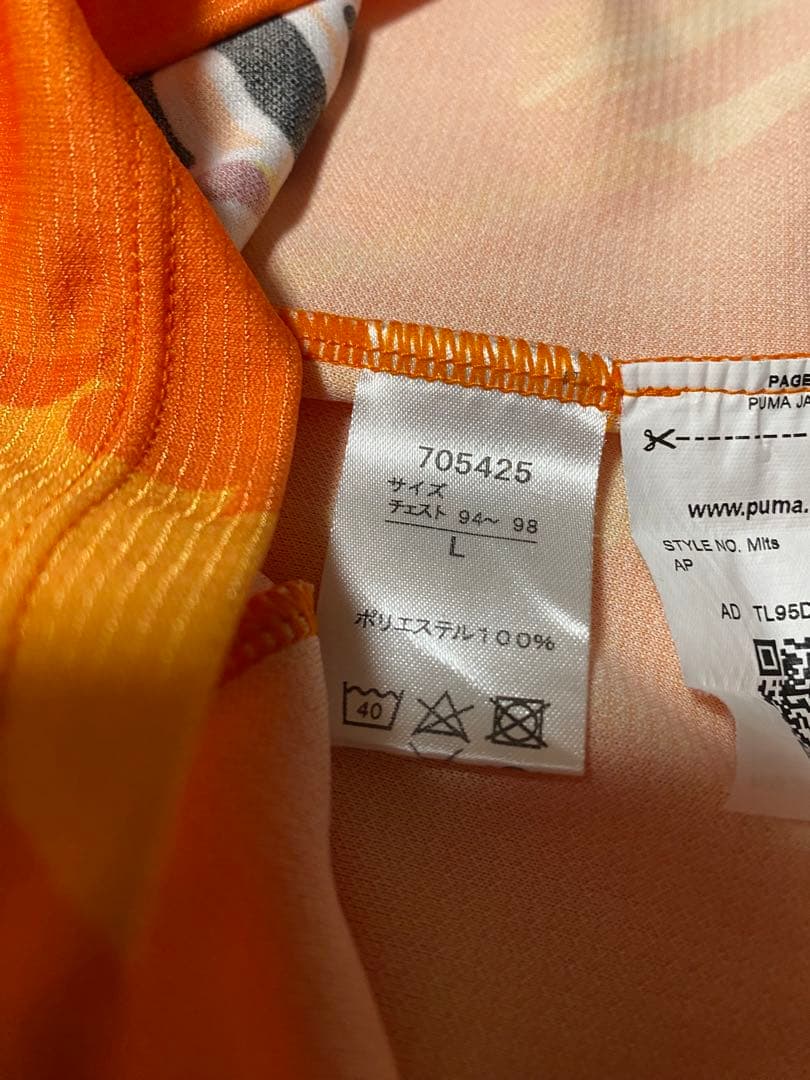 705425
サイズ
チェスト 94〜 98
L
ポリエステル100%
40
PAGE
PUMA JA
www.puma.
STYLE NO. Mlts
AP
AD TL95D